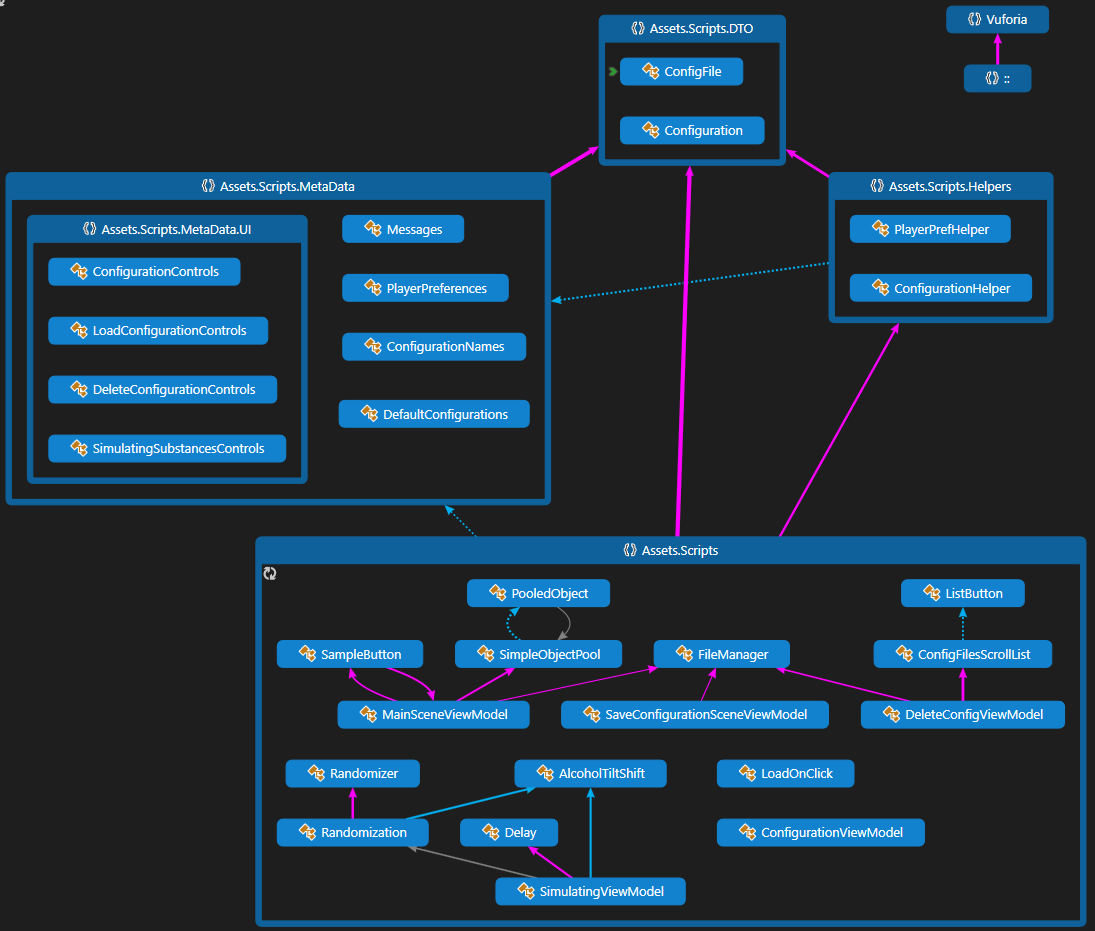 Assets.Scripts.DTO
ConfigFile
Configuration
Vuforia
::
Assets.Scripts.MetaData
Assets.Scripts.MetaData.UI
ConfigurationControls
LoadConfigurationControls
DeleteConfigurationControls
SimulatingSubstancesControls
Messages
PlayerPreferences
ConfigurationNames
DefaultConfigurations
Assets.Scripts.Helpers
PlayerPrefHelper
ConfigurationHelper
Assets.Scripts
PooledObject
ListButton
SampleButton
SimpleObjectPool
FileManager
ConfigFilesScrollList
MainSceneViewModel
SaveConfigurationSceneViewModel
DeleteConfigViewModel
Randomizer
AlcoholTiltShift
LoadOnClick
Randomization
Delay
ConfigurationViewModel
SimulatingViewModel